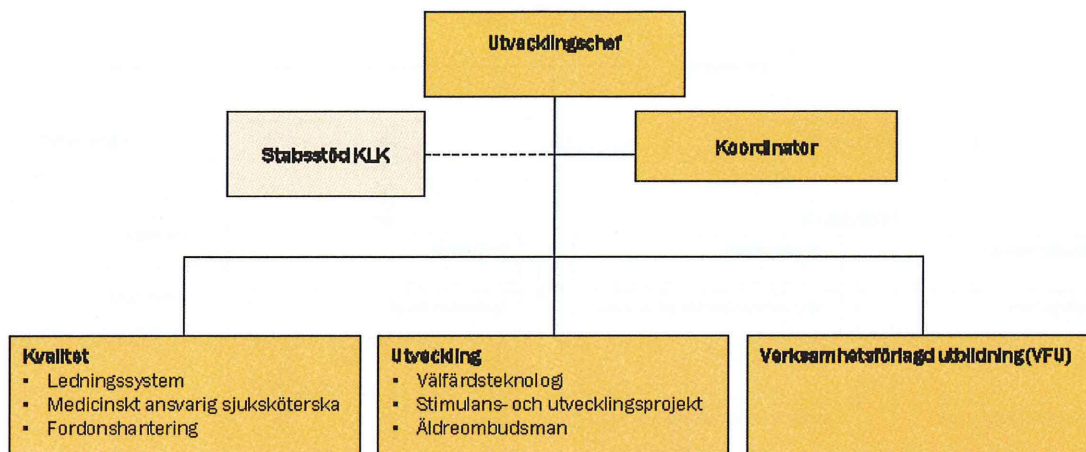 Utvecklingschef
Stabsstöd KLK
Koordinator
Kvalitet
▪ Ledningssystem
▪ Medicinskt ansvarig sjuksköterska
▪ Fordonshantering
Utveckling
▪ Välfärdsteknologi
▪ Stimulans- och utvecklingsprojekt
▪ Äldreombudsman
Verksamhetsförlagd utbildning(VFU)